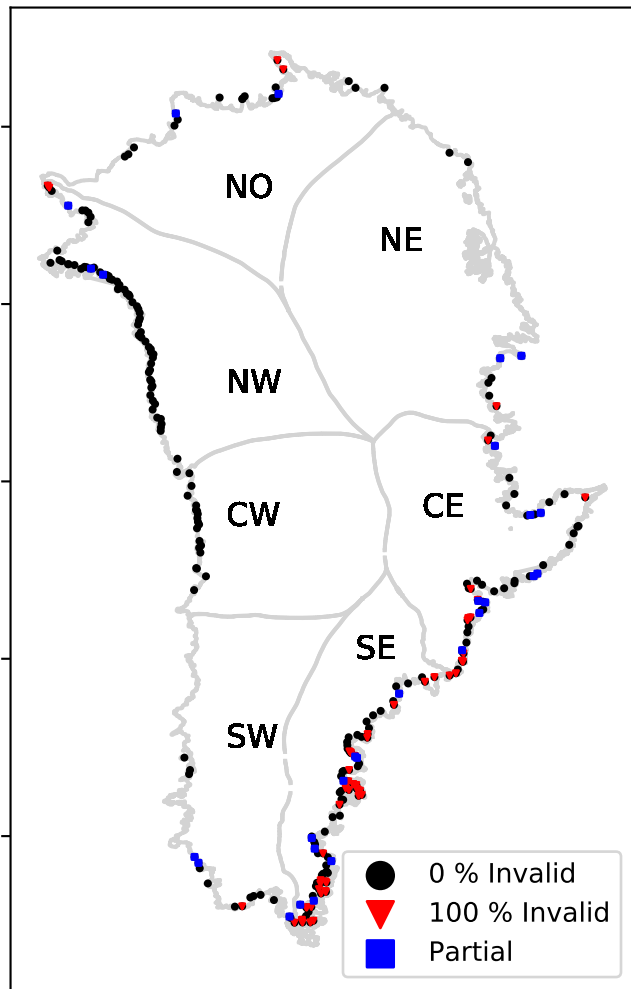 NO
NE
NW
CW
CE
SE
SW
0 % Invalid
100 % Invalid
Partial